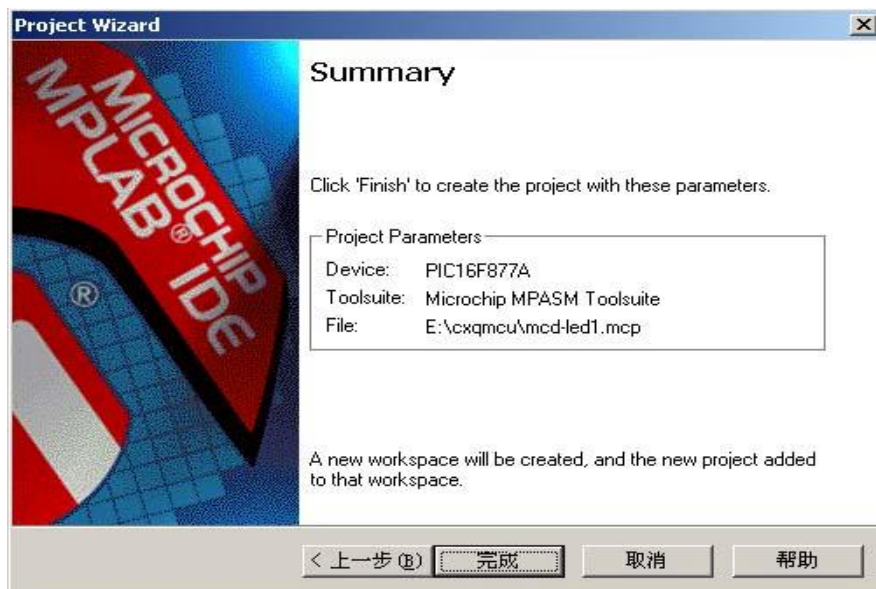 Project Wizard
MICROCHIP
MPLAB® IDE
®
Summary
Click 'Finish' to create the project with these parameters.
Project Parameters
Device: PIC16F877A
Toolsuite: Microchip MPASM Toolsuite
File: E:\cxqmcu\mcd-led1.mcp
A new workspace will be created, and the new project added
to that workspace.
< 上一步(B) 完成 取消 帮助